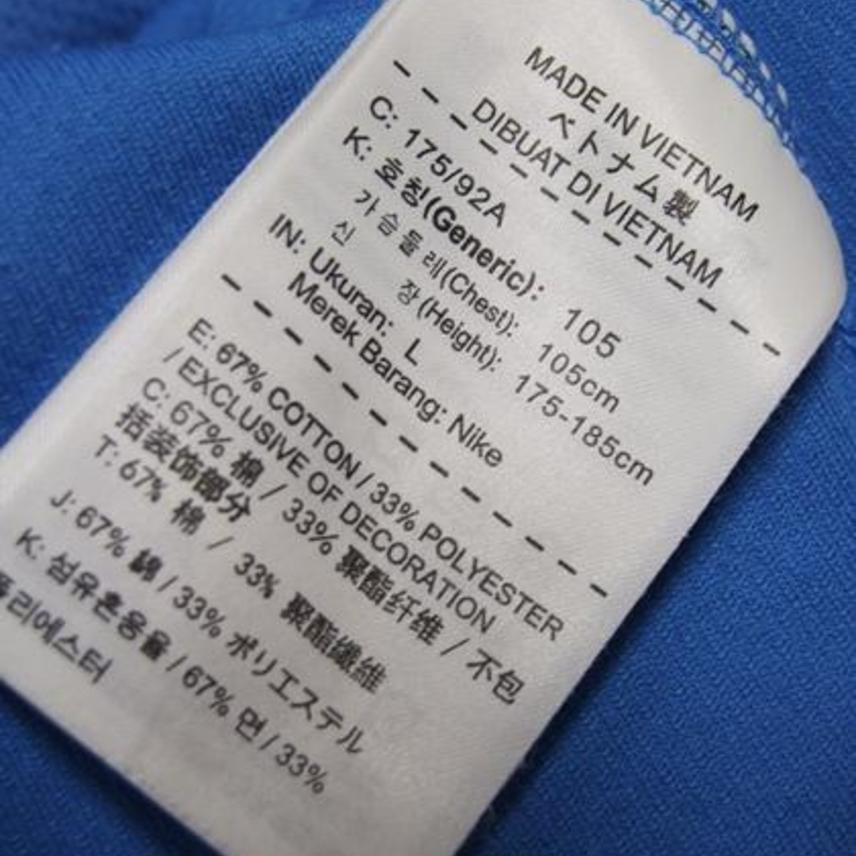 MADE IN VIETNAM
ベトナム製
DIBUAT DI VIETNAM
C: 175/92A
K: 호칭(Generic): 105
가슴둘레(Chest): 105cm
신 장(Height): 175-185cm
IN: Ukuran: L
Merek Barang: Nike
E: 67% COTTON / 33% POLYESTER
/ EXCLUSIVE OF DECORATION
C: 67% 棉 / 33% 聚酯纤维 / 不包
括装饰部分
T: 67% 棉 / 33% 聚酯纖維
J: 67% 綿 / 33% ポリエステル
K: 섬유혼용율 / 67% 면 / 33%
폴리에스터